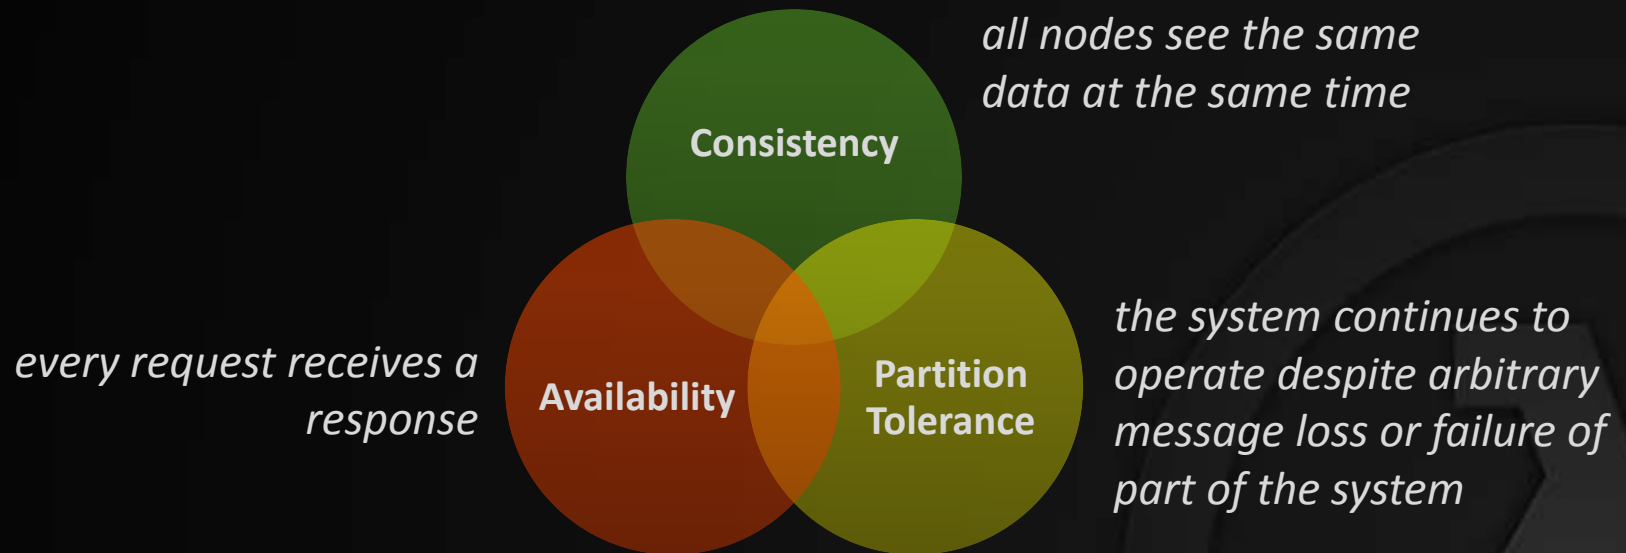 all nodes see the same
data at the same time
Consistency
every request receives a
response
Availability
Partition
Tolerance
the system continues to
operate despite arbitrary
message loss or failure of
part of the system